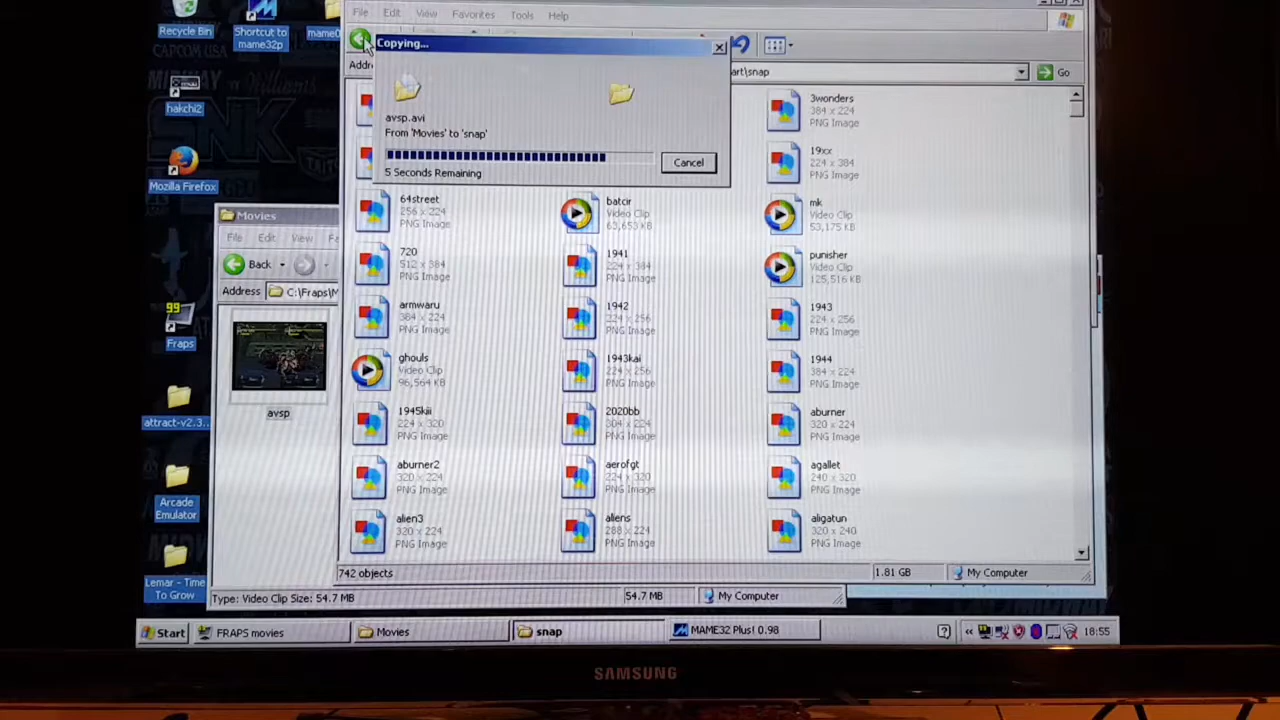 Recycle Bin
Shortcut to
mame32p
hakchi2
Mozilla Firefox
99
Fraps
attract-v2.3...
Arcade
Emulator
Lemar - Time
To Grow
CAPCOM USA
MIDWAY
Williams
SNK
TAITO
File Edit View Favorites Tools Help
art\snap
Go
Copying...
avsp.avi
From 'Movies' to 'snap'
Cancel
5 Seconds Remaining
3wonders
384 x 224
PNG Image
19xx
224 x 384
PNG Image
64street
256 x 224
PNG Image
batcir
Video Clip
63,653 KB
mk
Video Clip
53,175 KB
720
512 x 384
PNG Image
1941
224 x 384
PNG Image
punisher
Video Clip
125,516 KB
armwaru
384 x 224
PNG Image
1942
224 x 256
PNG Image
1943
224 x 256
PNG Image
ghouls
Video Clip
96,564 KB
1943kai
224 x 256
PNG Image
1944
384 x 224
PNG Image
1945kiii
224 x 320
PNG Image
2020bb
304 x 224
PNG Image
aburner
320 x 224
PNG Image
aburner2
320 x 224
PNG Image
aerofgt
224 x 320
PNG Image
agallet
240 x 320
PNG Image
alien3
320 x 224
PNG Image
aliens
288 x 224
PNG Image
aligatun
320 x 240
PNG Image
742 objects 1.81 GB My Computer
Movies
File Edit View
Back
Address C:\Fraps\M
avsp
Type: Video Clip Size: 54.7 MB 54.7 MB My Computer
Start FRAPS movies Movies snap MAME32 Plus! 0.98 18:55
SAMSUNG